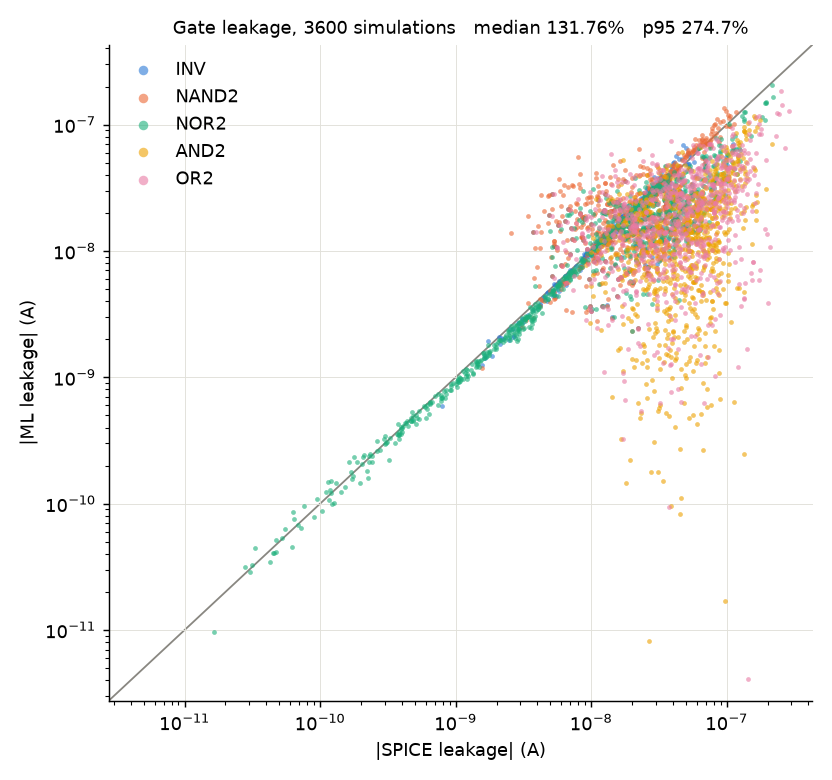 Gate leakage, 3600 simulations   median 131.76%   p95 274.7%
INV
NAND2
NOR2
AND2
OR2
|ML leakage| (A)
10⁻⁷
10⁻⁸
10⁻⁹
10⁻¹⁰
10⁻¹¹
10⁻¹¹ 10⁻¹⁰ 10⁻⁹ 10⁻⁸ 10⁻⁷
|SPICE leakage| (A)